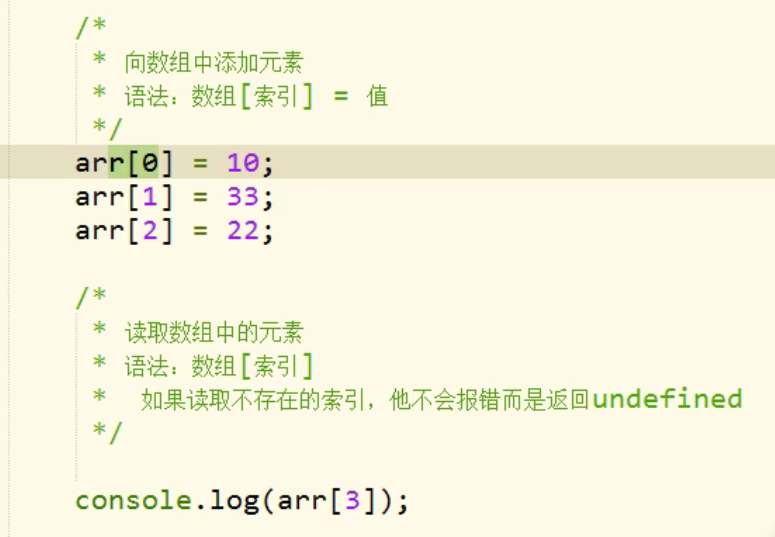 /*
* 向数组中添加元素
* 语法：数组[索引] = 值
*/
arr[0] = 10;
arr[1] = 33;
arr[2] = 22;
/*
* 读取数组中的元素
* 语法：数组[索引]
* 如果读取不存在的索引，他不会报错而是返回undefined
*/
console.log(arr[3]);